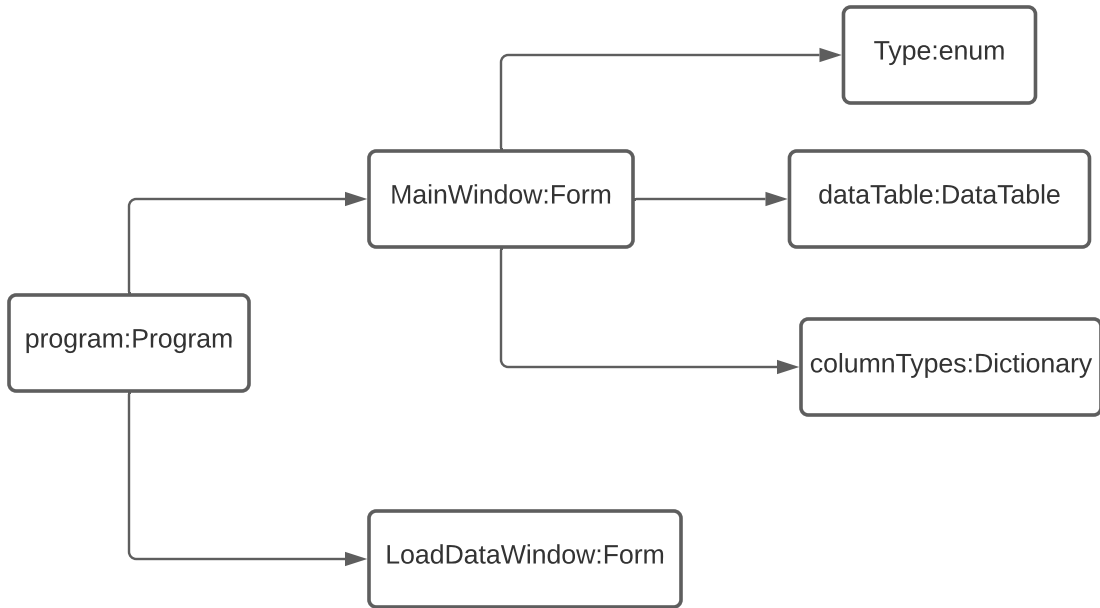 Type:enum
MainWindow:Form
dataTable:DataTable
program:Program
columnTypes:Dictionary
LoadDataWindow:Form